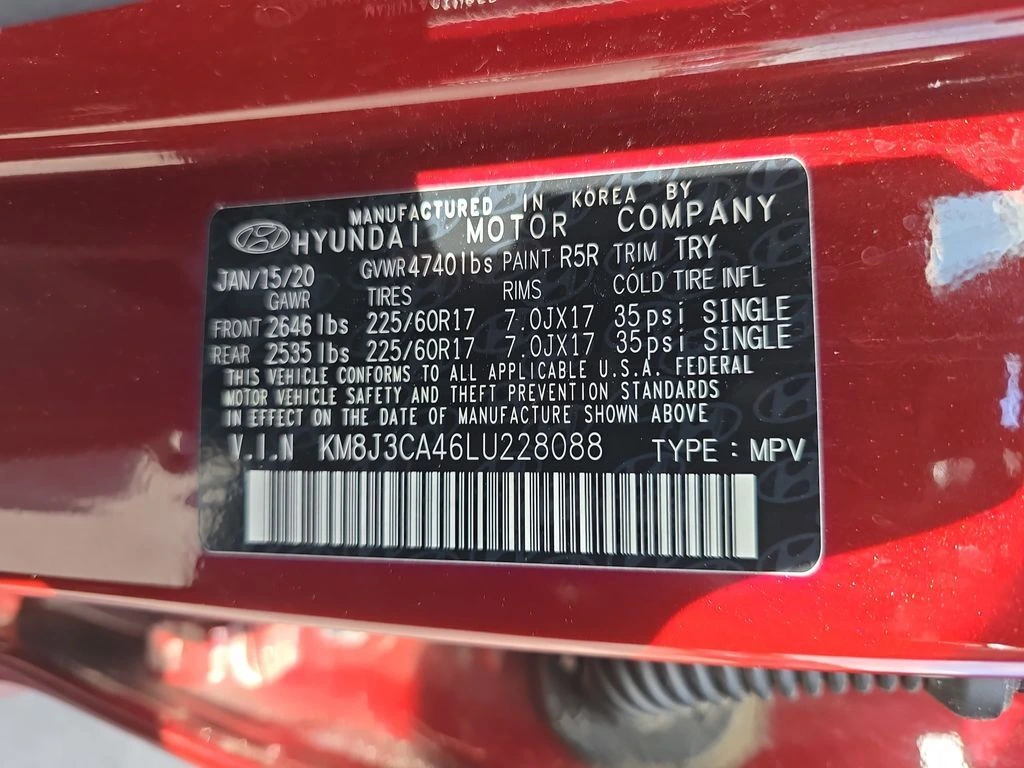 MANUFACTURED IN KOREA BY
HYUNDAI MOTOR COMPANY
JAN/15/20 GVWR 4740lbs PAINT R5R TRIM TRY
GAWR TIRES RIMS COLD TIRE INFL
FRONT 2646 lbs 225/60R17 7.0JX17 35psi SINGLE
REAR 2535 lbs 225/60R17 7.0JX17 35psi SINGLE
THIS VEHICLE CONFORMS TO ALL APPLICABLE U.S.A. FEDERAL
MOTOR VEHICLE SAFETY AND THEFT PREVENTION STANDARDS
IN EFFECT ON THE DATE OF MANUFACTURE SHOWN ABOVE
V.I.N KM8J3CA46LU228088 TYPE : MPV